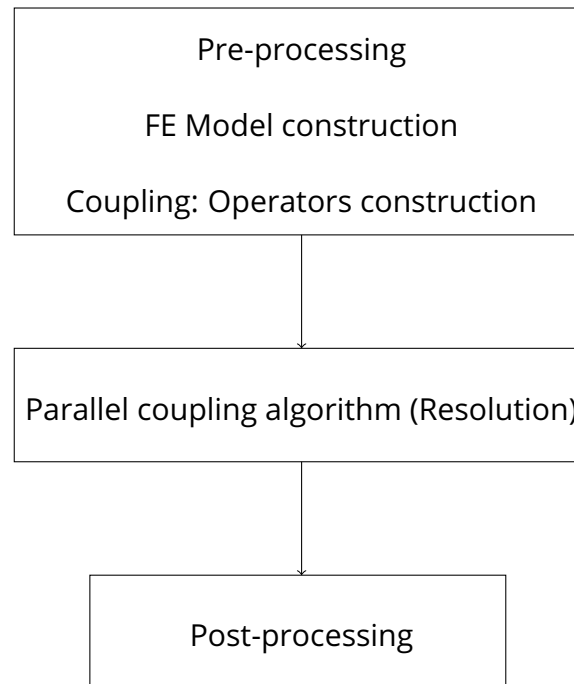 Pre-processing
FE Model construction
Coupling: Operators construction
Parallel coupling algorithm (Resolution)
Post-processing